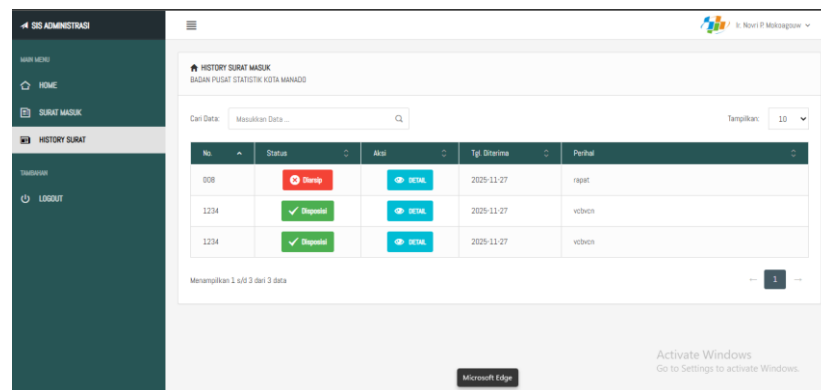 SIS ADMINISTRASI
Ir. Novri P. Mokoagouw
MAIN MENU
HOME
SURAT MASUK
HISTORY SURAT
TAMBAHAN
LOGOUT
HISTORY SURAT MASUK
BADAN PUSAT STATISTIK KOTA MANADO
Cari Data: Masukkan Data ... Tampilkan: 10
No. Status Aksi Tgl. Diterima Perihal
008 Diarsip DETAIL 2025-11-27 rapat
1234 Disposisi DETAIL 2025-11-27 vcbvcn
1234 Disposisi DETAIL 2025-11-27 vcbvcn
Menampilkan 1 s/d 3 dari 3 data ← 1 →
Activate Windows
Go to Settings to activate Windows.
Microsoft Edge